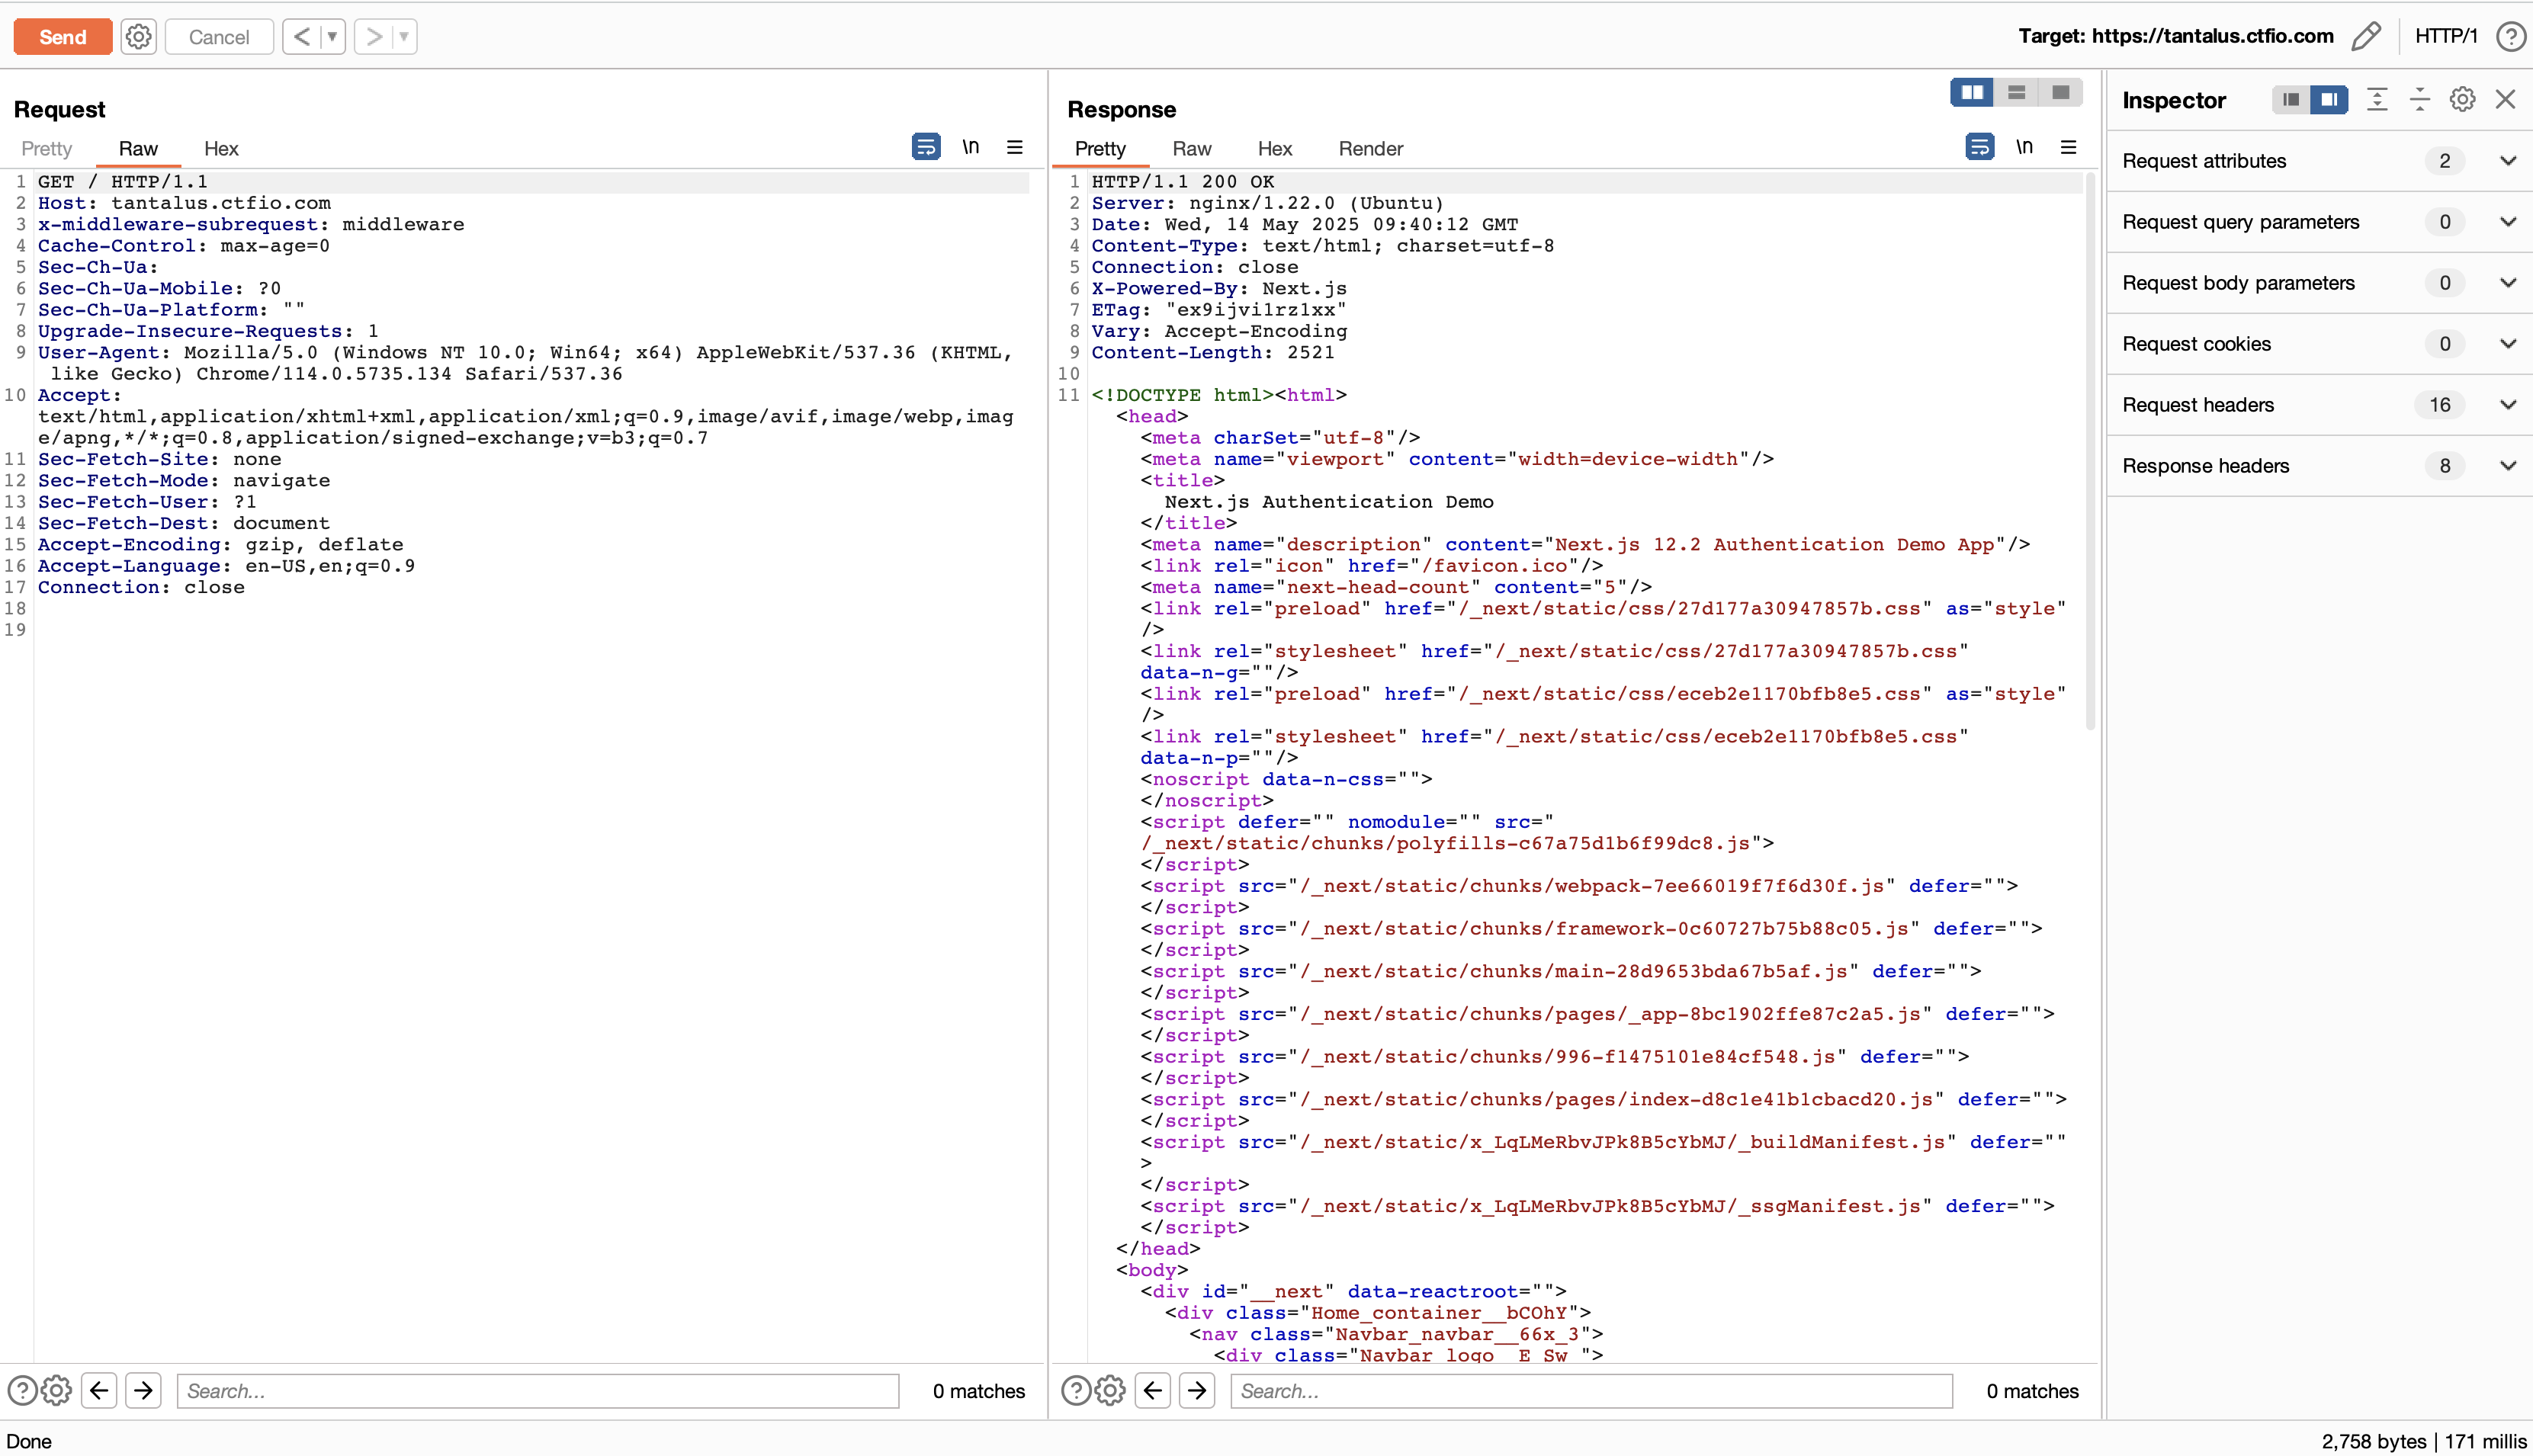 Send
Cancel
Target: https://tantalus.ctfio.com
HTTP/1
Request
Pretty
Raw
Hex
\n
1 GET / HTTP/1.1
2 Host: tantalus.ctfio.com
3 x-middleware-subrequest: middleware
4 Cache-Control: max-age=0
5 Sec-Ch-Ua:
6 Sec-Ch-Ua-Mobile: ?0
7 Sec-Ch-Ua-Platform: ""
8 Upgrade-Insecure-Requests: 1
9 User-Agent: Mozilla/5.0 (Windows NT 10.0; Win64; x64) AppleWebKit/537.36 (KHTML,
like Gecko) Chrome/114.0.5735.134 Safari/537.36
10 Accept:
text/html,application/xhtml+xml,application/xml;q=0.9,image/avif,image/webp,imag
e/apng,*/*;q=0.8,application/signed-exchange;v=b3;q=0.7
11 Sec-Fetch-Site: none
12 Sec-Fetch-Mode: navigate
13 Sec-Fetch-User: ?1
14 Sec-Fetch-Dest: document
15 Accept-Encoding: gzip, deflate
16 Accept-Language: en-US,en;q=0.9
17 Connection: close
18
19
Search...
0 matches
Response
Pretty
Raw
Hex
Render
\n
1 HTTP/1.1 200 OK
2 Server: nginx/1.22.0 (Ubuntu)
3 Date: Wed, 14 May 2025 09:40:12 GMT
4 Content-Type: text/html; charset=utf-8
5 Connection: close
6 X-Powered-By: Next.js
7 ETag: "ex9ijvi1rz1xx"
8 Vary: Accept-Encoding
9 Content-Length: 2521
10
11 <!DOCTYPE html><html>
<head>
<meta charSet="utf-8"/>
<meta name="viewport" content="width=device-width"/>
<title>
Next.js Authentication Demo
</title>
<meta name="description" content="Next.js 12.2 Authentication Demo App"/>
<link rel="icon" href="/favicon.ico"/>
<meta name="next-head-count" content="5"/>
<link rel="preload" href="/_next/static/css/27d177a30947857b.css" as="style"
/>
<link rel="stylesheet" href="/_next/static/css/27d177a30947857b.css"
data-n-g=""/>
<link rel="preload" href="/_next/static/css/eceb2e1170bfb8e5.css" as="style"
/>
<link rel="stylesheet" href="/_next/static/css/eceb2e1170bfb8e5.css"
data-n-p=""/>
<noscript data-n-css="">
</noscript>
<script defer="" nomodule="" src="
/_next/static/chunks/polyfills-c67a75d1b6f99dc8.js">
</script>
<script src="/_next/static/chunks/webpack-7ee66019f7f6d30f.js" defer="">
</script>
<script src="/_next/static/chunks/framework-0c60727b75b88c05.js" defer="">
</script>
<script src="/_next/static/chunks/main-28d9653bda67b5af.js" defer="">
</script>
<script src="/_next/static/chunks/pages/_app-8bc1902ffe87c2a5.js" defer="">
</script>
<script src="/_next/static/chunks/996-f1475101e84cf548.js" defer="">
</script>
<script src="/_next/static/chunks/pages/index-d8c1e41b1cbacd20.js" defer="">
</script>
<script src="/_next/static/x_LqLMeRbvJPk8B5cYbMJ/_buildManifest.js" defer=""
>
</script>
<script src="/_next/static/x_LqLMeRbvJPk8B5cYbMJ/_ssgManifest.js" defer="">
</script>
</head>
<body>
<div id="__next" data-reactroot="">
<div class="Home_container__bCOhY">
<nav class="Navbar_navbar__66x_3">
<div class="Navbar_logo__E_Sw_">
Search...
0 matches
Inspector
Request attributes 2
Request query parameters 0
Request body parameters 0
Request cookies 0
Request headers 16
Response headers 8
Done
2,758 bytes | 171 millis